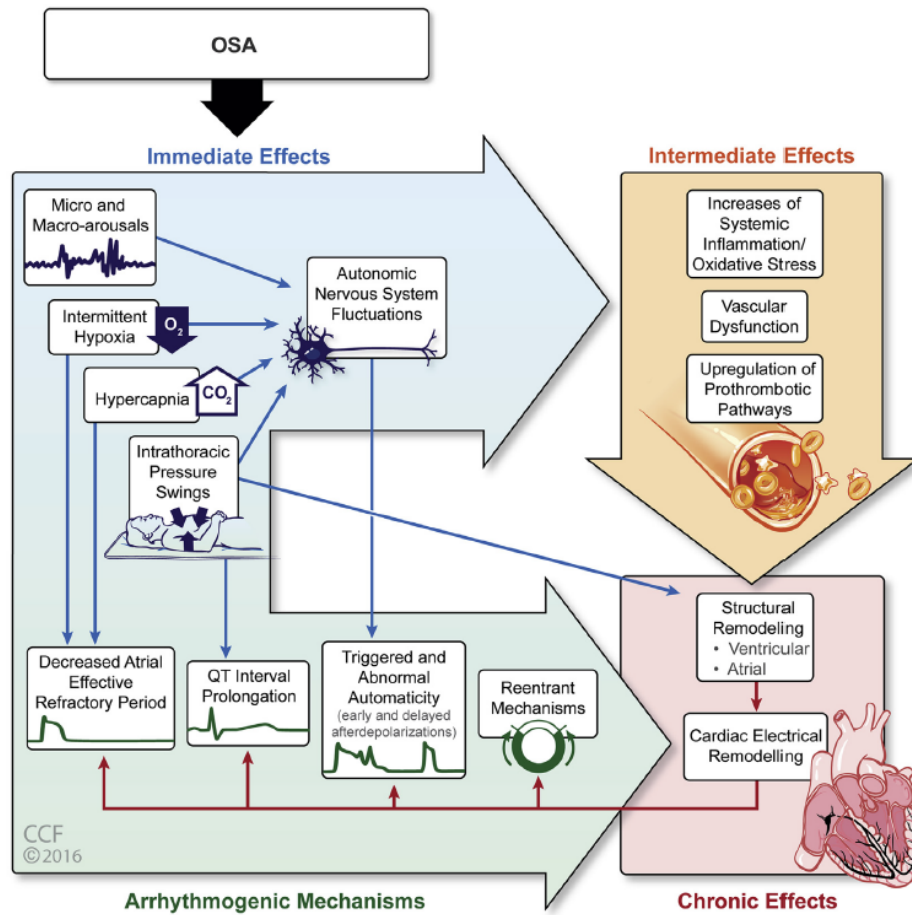 OSA
Immediate Effects
Intermediate Effects
Micro and
Macro-arousals
Intermittent
Hypoxia
O2
Hypercapnia
CO2
Intrathoracic
Pressure
Swings
Autonomic
Nervous System
Fluctuations
Increases of
Systemic
Inflammation/
Oxidative Stress
Vascular
Dysfunction
Upregulation of
Prothrombotic
Pathways
Decreased Atrial
Effective
Refractory Period
QT Interval
Prolongation
Triggered and
Abnormal
Automaticity
(early and delayed
afterdepolarizations)
Reentrant
Mechanisms
Structural
Remodeling
• Ventricular
• Atrial
Cardiac Electrical
Remodelling
CCF
©2016
Arrhythmogenic Mechanisms
Chronic Effects